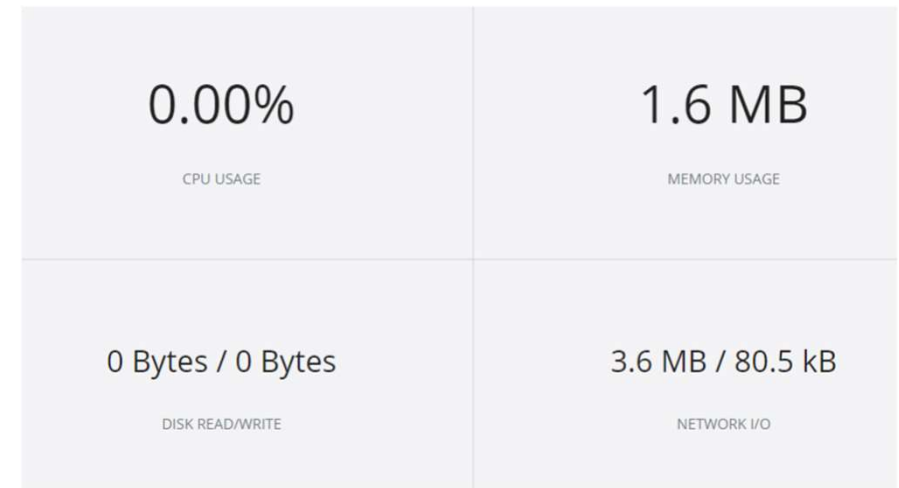 0.00%
CPU USAGE
1.6 MB
MEMORY USAGE
0 Bytes / 0 Bytes
DISK READ/WRITE
3.6 MB / 80.5 kB
NETWORK I/O